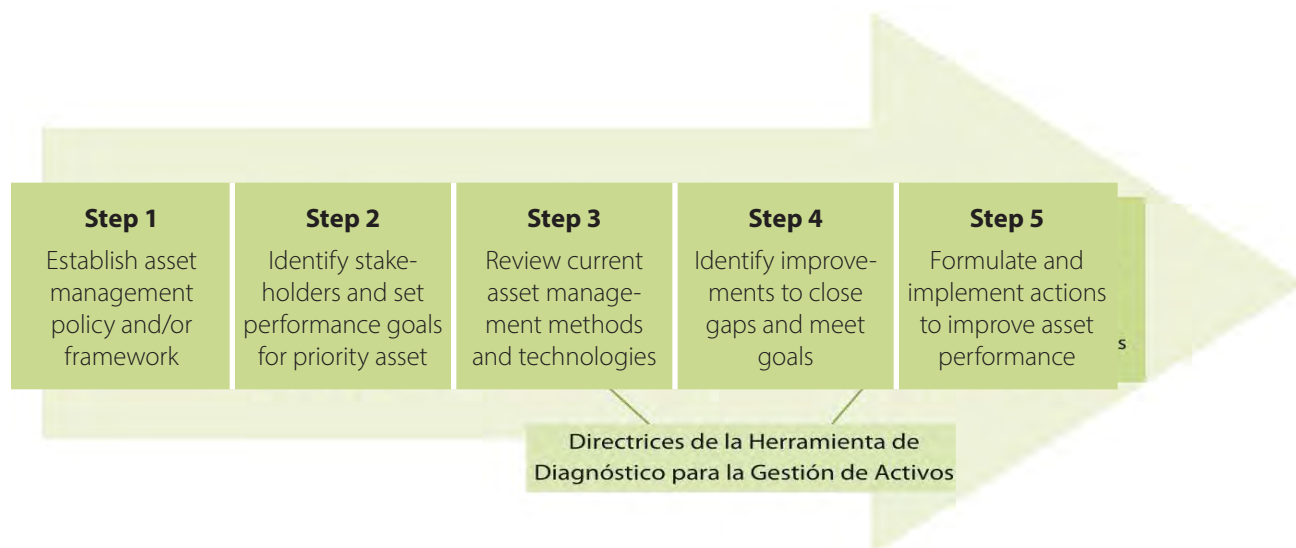 Step 1
Establish asset
management
policy and/or
framework
Step 2
Identify stake-
holders and set
performance goals
for priority asset
Step 3
Review current
asset manage-
ment methods
and technologies
Step 4
Identify improve-
ments to close
gaps and meet
goals
Step 5
Formulate and
implement actions
to improve asset
performance
s
Directrices de la Herramienta de
Diagnóstico para la Gestión de Activos